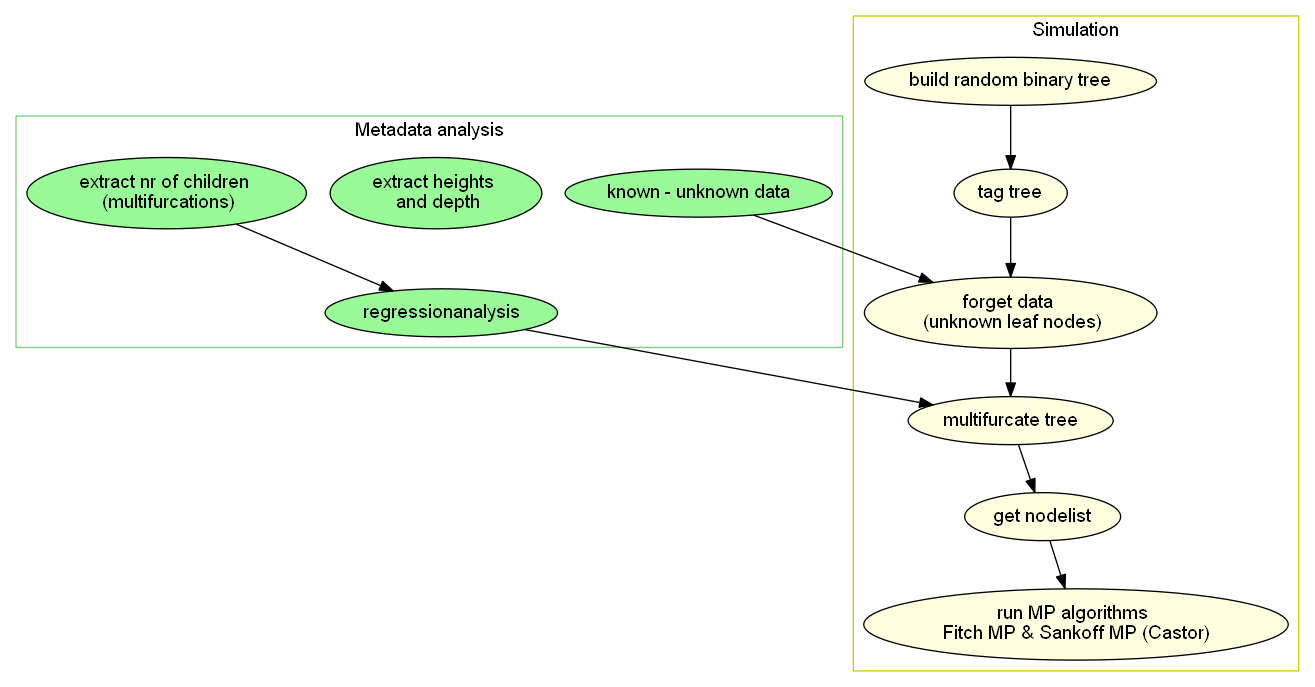 Simulation
build random binary tree
Metadata analysis
extract nr of children
(multifurcations)
extract heights
and depth
known - unknown data
tag tree
regressionanalysis
forget data
(unknown leaf nodes)
multifurcate tree
get nodelist
run MP algorithms
Fitch MP & Sankoff MP (Castor)